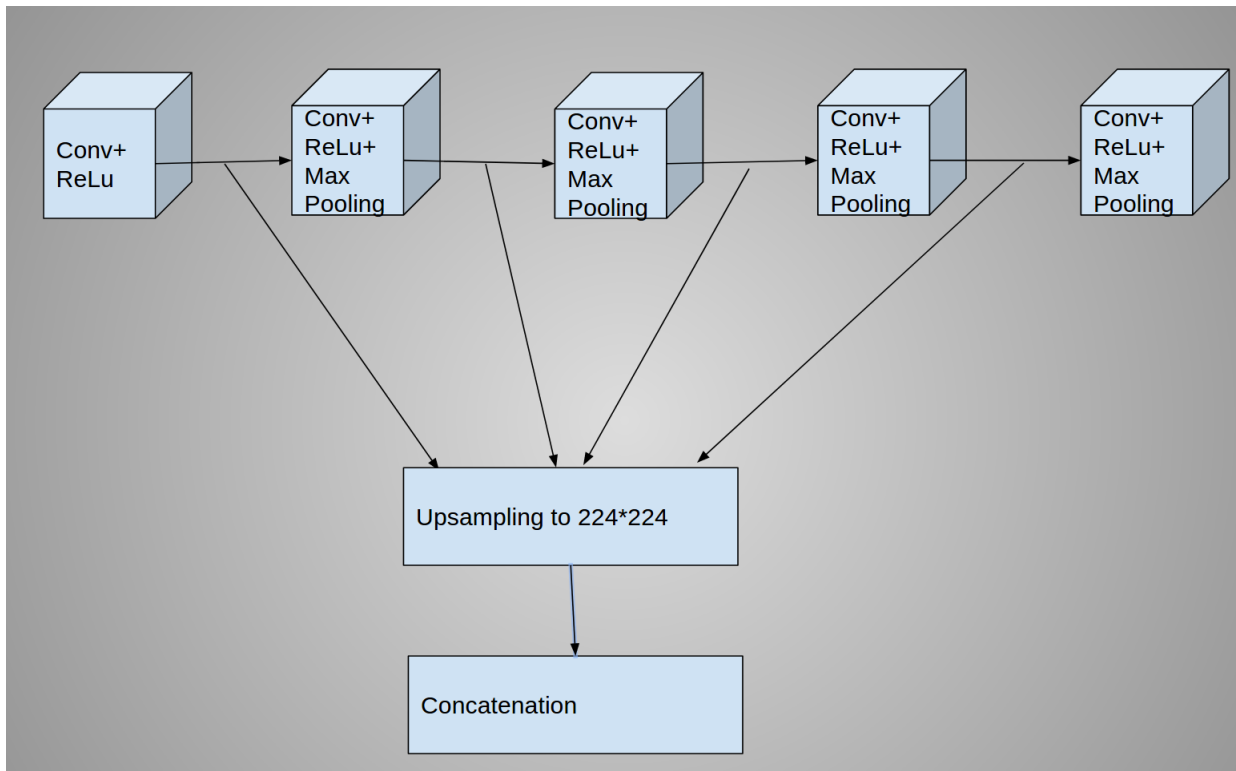 Conv+
ReLu
Conv+
ReLu+
Max
Pooling
Conv+
ReLu+
Max
Pooling
Conv+
ReLu+
Max
Pooling
Conv+
ReLu+
Max
Pooling
Upsampling to 224*224
Concatenation